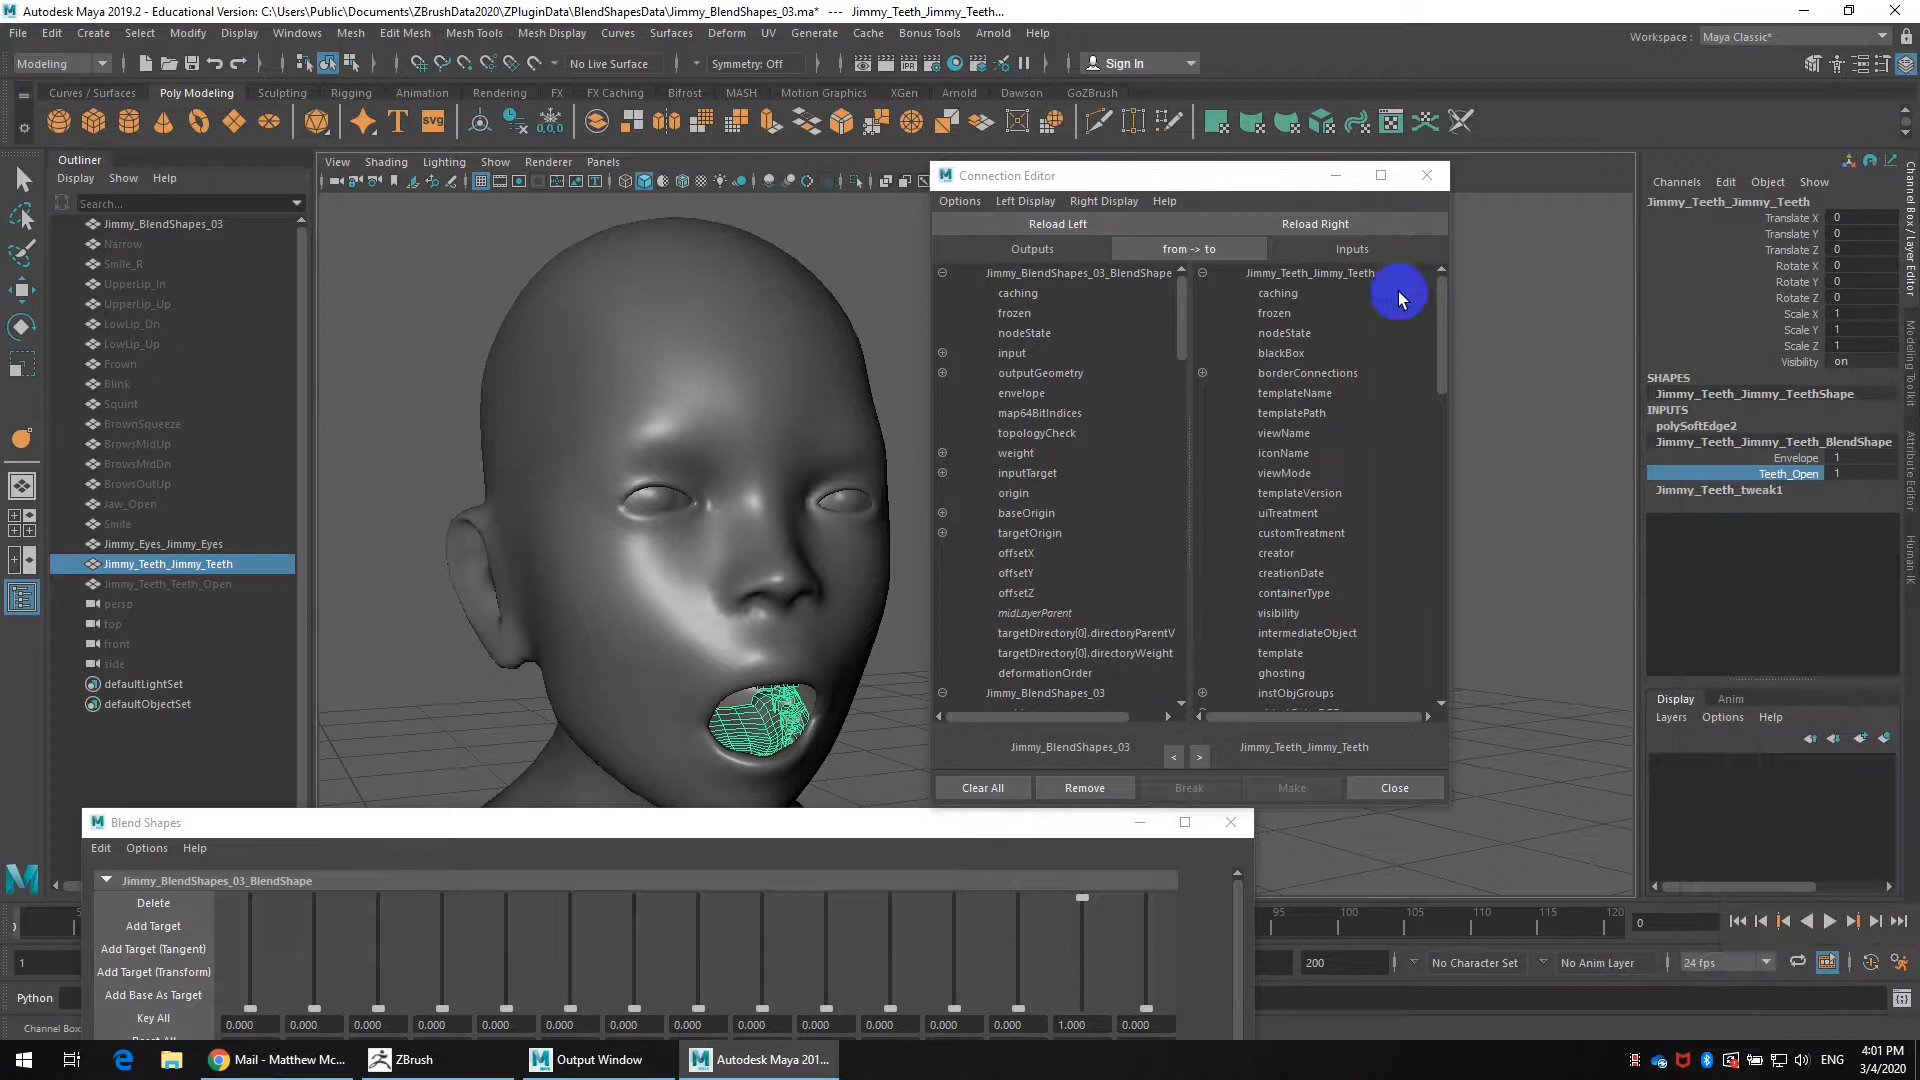 Autodesk Maya 2019.2 - Educational Version: C:\Users\Public\Documents\ZBrushData2020\ZPluginData\BlendShapesData\Jimmy_BlendShapes_03.ma* --- Jimmy_Teeth_Jimmy_Teeth...
File Edit Create Select Modify Display Windows Mesh Edit Mesh Mesh Tools Mesh Display Curves Surfaces Deform UV Generate Cache Bonus Tools Arnold Help
Workspace : Maya Classic*
Modeling No Live Surface Symmetry: Off Sign In
Curves / Surfaces Poly Modeling Sculpting Rigging Animation Rendering FX FX Caching Bifrost MASH Motion Graphics XGen Arnold Dawson GoZBrush
T svg 0,0,0
Outliner
Display Show Help
Search...
Jimmy_BlendShapes_03
Narrow
Smile_R
UpperLip_In
UpperLip_Up
LowLip_Dn
LowLip_Up
Frown
Blink
Squint
BrownSqueeze
BrowsMidUp
BrowsMidDn
BrowsOutUp
Jaw_Open
Smile
Jimmy_Eyes_Jimmy_Eyes
Jimmy_Teeth_Jimmy_Teeth
Jimmy_Teeth_Teeth_Open
persp
top
front
side
defaultLightSet
defaultObjectSet
View Shading Lighting Show Renderer Panels
Connection Editor
Options Left Display Right Display Help
Reload Left Reload Right
Outputs from -> to Inputs
Jimmy_BlendShapes_03_BlendShape
caching
frozen
nodeState
input
outputGeometry
envelope
map64BitIndices
topologyCheck
weight
inputTarget
origin
baseOrigin
targetOrigin
offsetX
offsetY
offsetZ
midLayerParent
targetDirectory[0].directoryParentV
targetDirectory[0].directoryWeight
deformationOrder
Jimmy_BlendShapes_03
Jimmy_Teeth_Jimmy_Teeth
caching
frozen
nodeState
blackBox
borderConnections
templateName
templatePath
viewName
iconName
viewMode
templateVersion
uiTreatment
customTreatment
creator
creationDate
containerType
visibility
intermediateObject
template
ghosting
instObjGroups
Jimmy_BlendShapes_03 < > Jimmy_Teeth_Jimmy_Teeth
Clear All Remove Break Make Close
Channels Edit Object Show
Jimmy_Teeth_Jimmy_Teeth
Translate X 0
Translate Y 0
Translate Z 0
Rotate X 0
Rotate Y 0
Rotate Z 0
Scale X 1
Scale Y 1
Scale Z 1
Visibility on
SHAPES
Jimmy_Teeth_Jimmy_TeethShape
INPUTS
polySoftEdge2
Jimmy_Teeth_Jimmy_Teeth_BlendShape
Envelope 1
Teeth_Open 1
Jimmy_Teeth_tweak1
Display Anim
Layers Options Help
Channel Box / Layer Editor
Modeling Toolkit
Attribute Editor
Human IK
Blend Shapes
Edit Options Help
Jimmy_BlendShapes_03_BlendShape
Delete
Add Target
Add Target (Tangent)
Add Target (Transform)
Add Base As Target
Key All
0.000 0.000 0.000 0.000 0.000 0.000 0.000 0.000 0.000 0.000 0.000 0.000 0.000 1.000 0.000
95 100 105 110 115 120 0
1 200 No Character Set No Anim Layer 24 fps
Python
Channel Box
Mail - Matthew Mc... ZBrush Output Window Autodesk Maya 201...
ENG
4:01 PM
3/4/2020